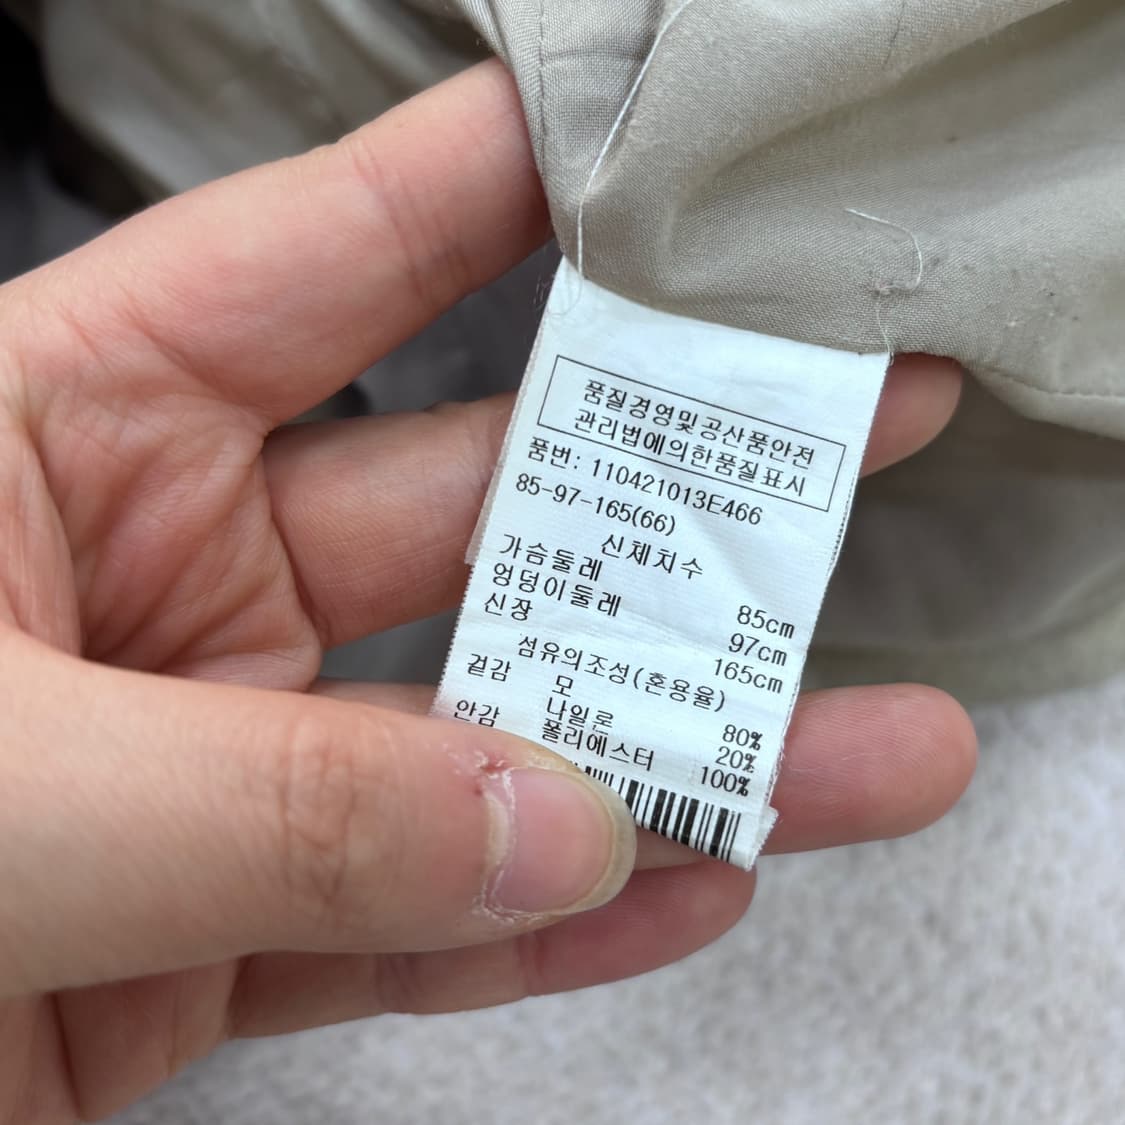 품질경영및공산품안전
관리법에의한품질표시
품번: 110421013E466
85-97-165(66)
신체치수
가슴둘레 85cm
엉덩이둘레 97cm
신장 165cm
섬유의조성(혼용율)
겉감 모 80%
나일론 20%
안감 폴리에스터 100%